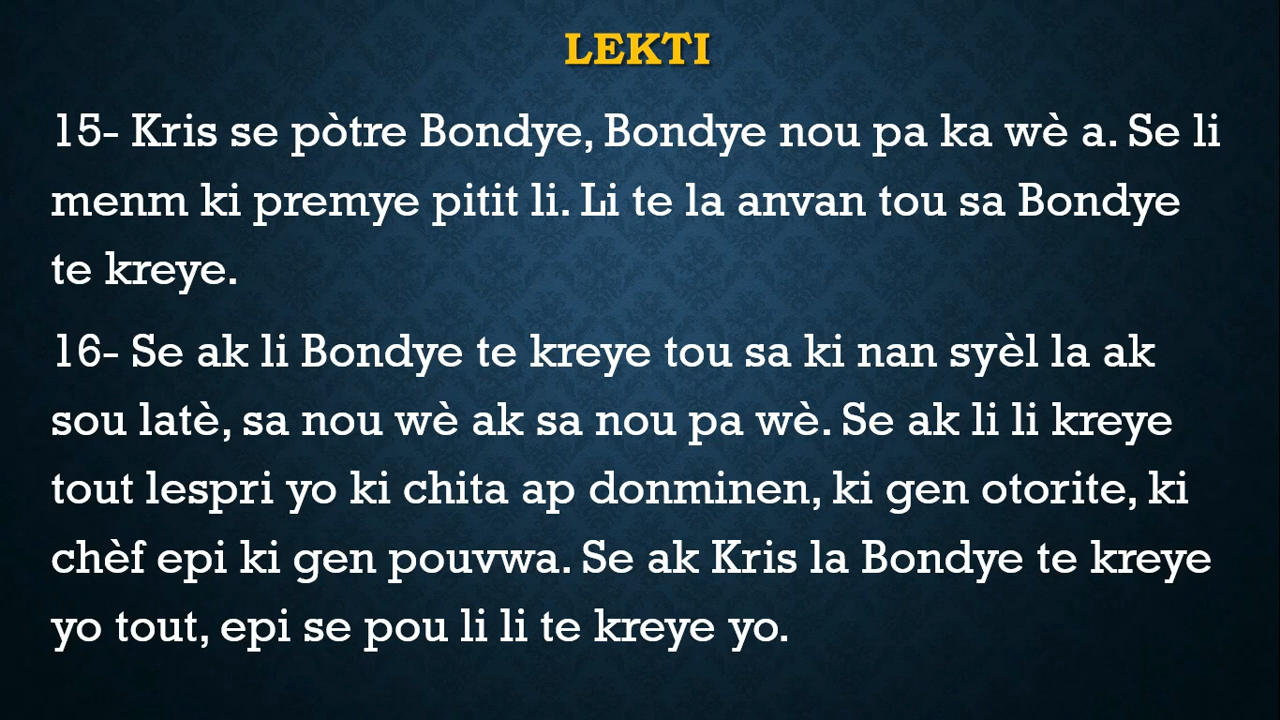 LEKTI
15- Kris se pòtre Bondye, Bondye nou pa ka wè a. Se li
menm ki premye pitit li. Li te la anvan tou sa Bondye
te kreye.
16- Se ak li Bondye te kreye tou sa ki nan syèl la ak
sou latè, sa nou wè ak sa nou pa wè. Se ak li li kreye
tout lespri yo ki chita ap donminen, ki gen otorite, ki
chèf epi ki gen pouvwa. Se ak Kris la Bondye te kreye
yo tout, epi se pou li li te kreye yo.